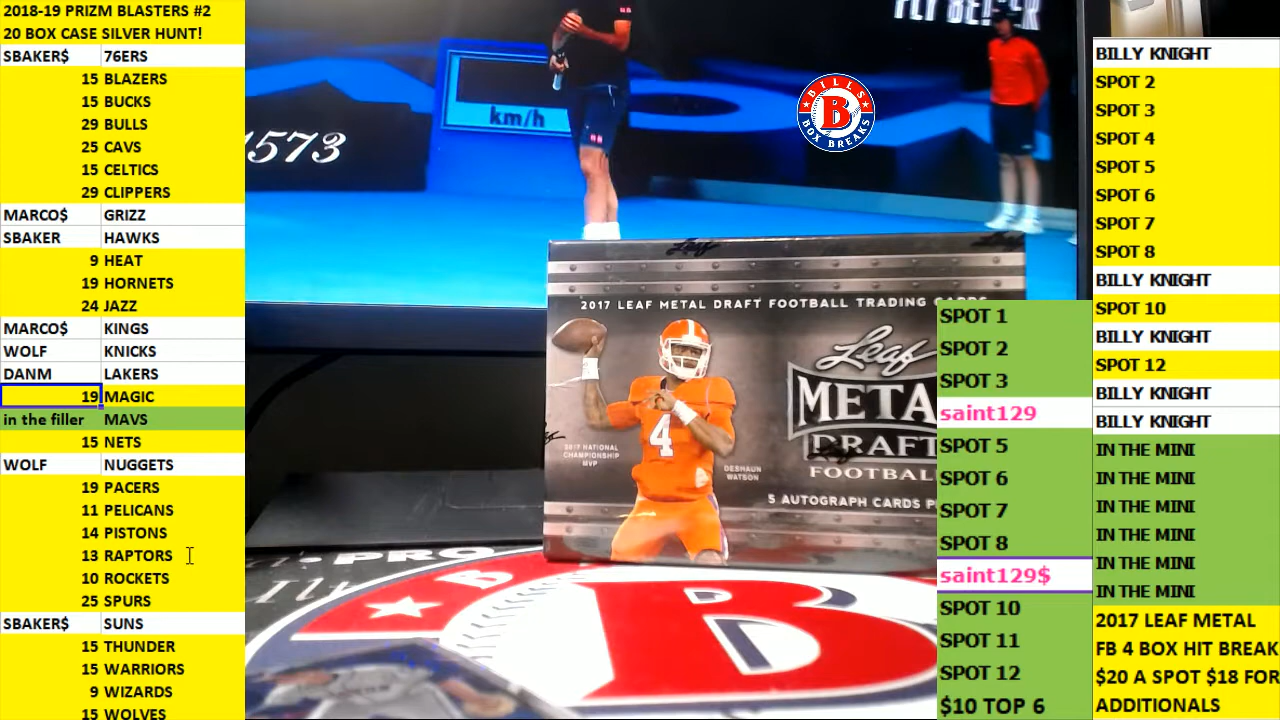 2018-19 PRIZM BLASTERS #2
20 BOX CASE SILVER HUNT!
SBAKER$ 76ERS
15 BLAZERS
15 BUCKS
29 BULLS
25 CAVS
15 CELTICS
29 CLIPPERS
MARCO$ GRIZZ
SBAKER HAWKS
9 HEAT
19 HORNETS
24 JAZZ
MARCO$ KINGS
WOLF KNICKS
DANM LAKERS
19 MAGIC
in the filler MAVS
15 NETS
WOLF NUGGETS
19 PACERS
11 PELICANS
14 PISTONS
13 RAPTORS
10 ROCKETS
25 SPURS
SBAKER$ SUNS
15 THUNDER
15 WARRIORS
9 WIZARDS
15 WOLVES
km/h
1573
FLY
BILLS
B
BOX BREAKS
Leaf
2017 LEAF METAL DRAFT FOOTBALL TRADING CARDS
Leaf
META
DRAFT
FOOTBAL
2017 NATIONAL
CHAMPIONSHIP
MVP
4
DESHAUN
WATSON
5 AUTOGRAPH CARDS P
PRO
B
B
SPOT 1
SPOT 2
SPOT 3
saint129
SPOT 5
SPOT 6
SPOT 7
SPOT 8
saint129$
SPOT 10
SPOT 11
SPOT 12
$10 TOP 6
BILLY KNIGHT
SPOT 2
SPOT 3
SPOT 4
SPOT 5
SPOT 6
SPOT 7
SPOT 8
BILLY KNIGHT
SPOT 10
BILLY KNIGHT
SPOT 12
BILLY KNIGHT
BILLY KNIGHT
IN THE MINI
IN THE MINI
IN THE MINI
IN THE MINI
IN THE MINI
IN THE MINI
2017 LEAF METAL
FB 4 BOX HIT BREAK
$20 A SPOT $18 FOR
ADDITIONALS